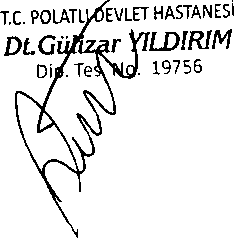 T.C. POLATLI DEVLET HASTANESİ
Dt.Gülizar YILDIRIM
Dip. Tes. No. 19756